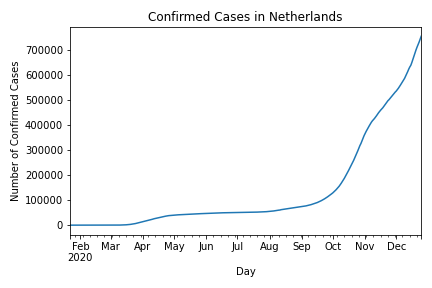 Confirmed Cases in Netherlands
700000
600000
500000
400000
300000
200000
100000
0
Number of Confirmed Cases
Feb Mar Apr May Jun Jul Aug Sep Oct Nov Dec
2020
Day